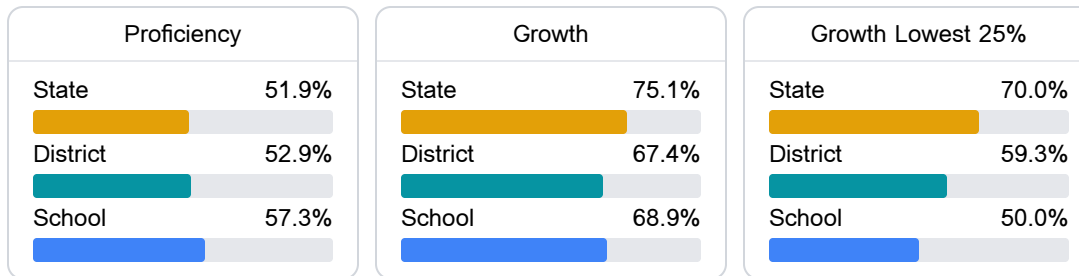 Proficiency
State 51.9%
District 52.9%
School 57.3%
Growth
State 75.1%
District 67.4%
School 68.9%
Growth Lowest 25%
State 70.0%
District 59.3%
School 50.0%